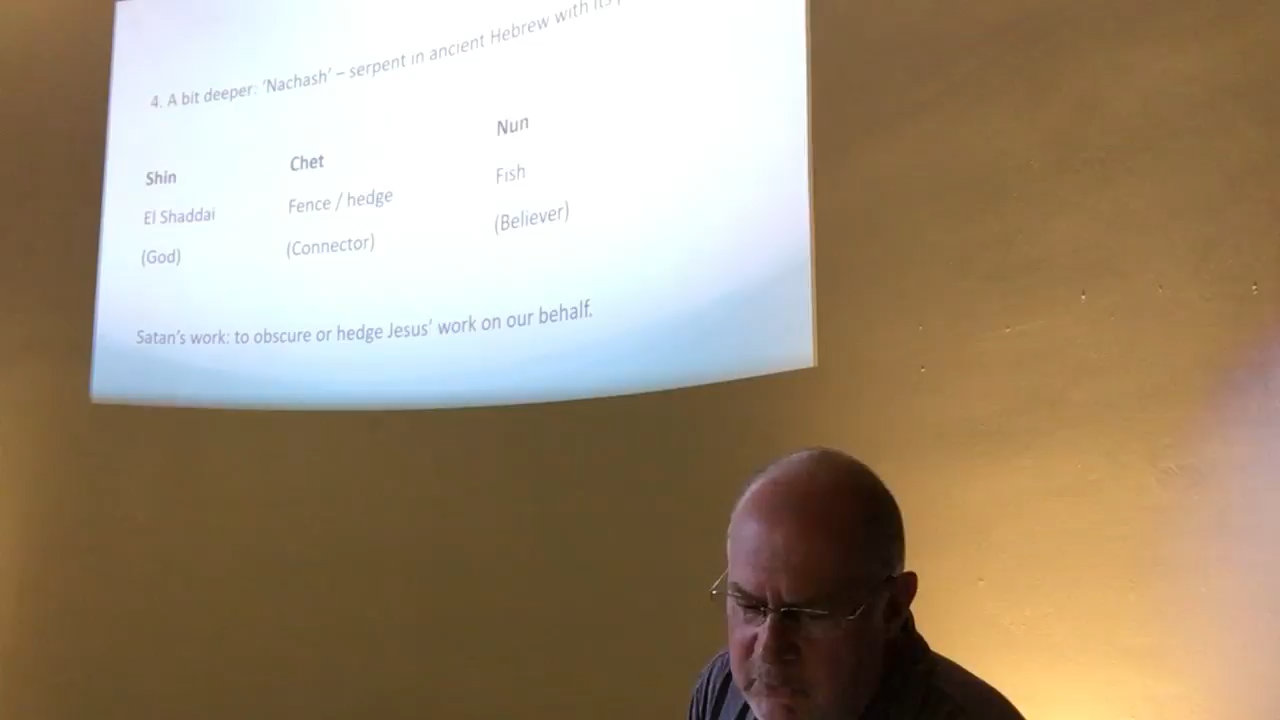 4. A bit deeper: 'Nachash' – serpent in ancient Hebrew with its
Shin Chet Nun
El Shaddai Fence / hedge Fish
(God) (Connector) (Believer)
Satan's work: to obscure or hedge Jesus' work on our behalf.